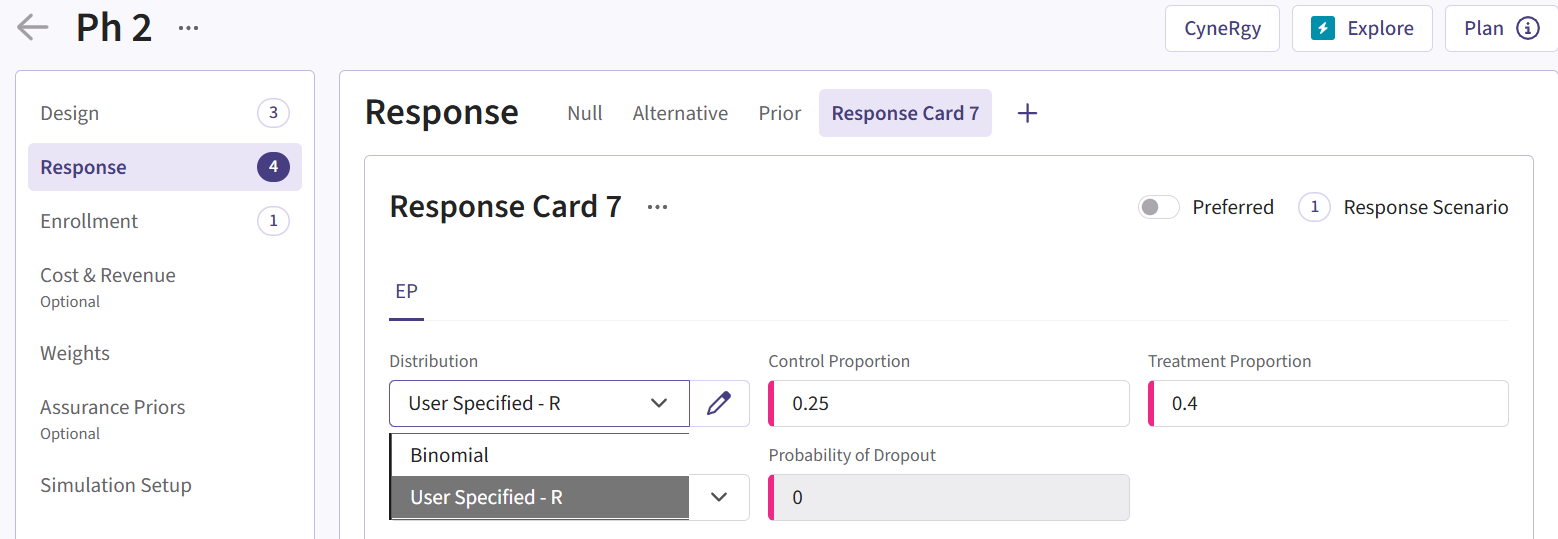 Ph 2 ...
CyneRgy
Explore
Plan
Design 3
Response 4
Enrollment 1
Cost & Revenue
Optional
Weights
Assurance Priors
Optional
Simulation Setup
Response Null Alternative Prior Response Card 7 +
Response Card 7 ...
Preferred 1 Response Scenario
EP
Distribution Control Proportion Treatment Proportion
User Specified - R 0.25 0.4
Binomial Probability of Dropout
User Specified - R 0